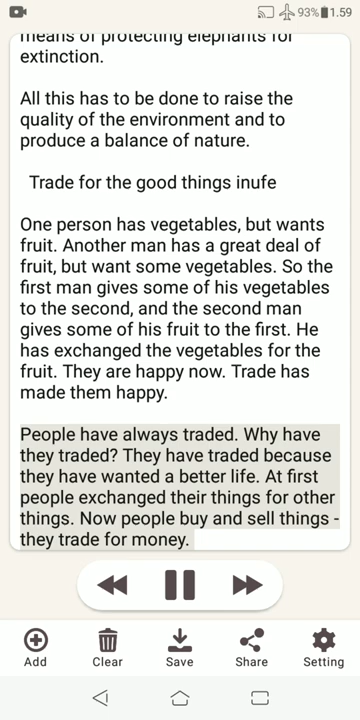 93% 1.59
means of protecting elephants for
extinction.
All this has to be done to raise the
quality of the environment and to
produce a balance of nature.
Trade for the good things inufe
One person has vegetables, but wants
fruit. Another man has a great deal of
fruit, but want some vegetables. So the
first man gives some of his vegetables
to the second, and the second man
gives some of his fruit to the first. He
has exchanged the vegetables for the
fruit. They are happy now. Trade has
made them happy.
People have always traded. Why have
they traded? They have traded because
they have wanted a better life. At first
people exchanged their things for other
things. Now people buy and sell things -
they trade for money.
Add Clear Save Share Setting